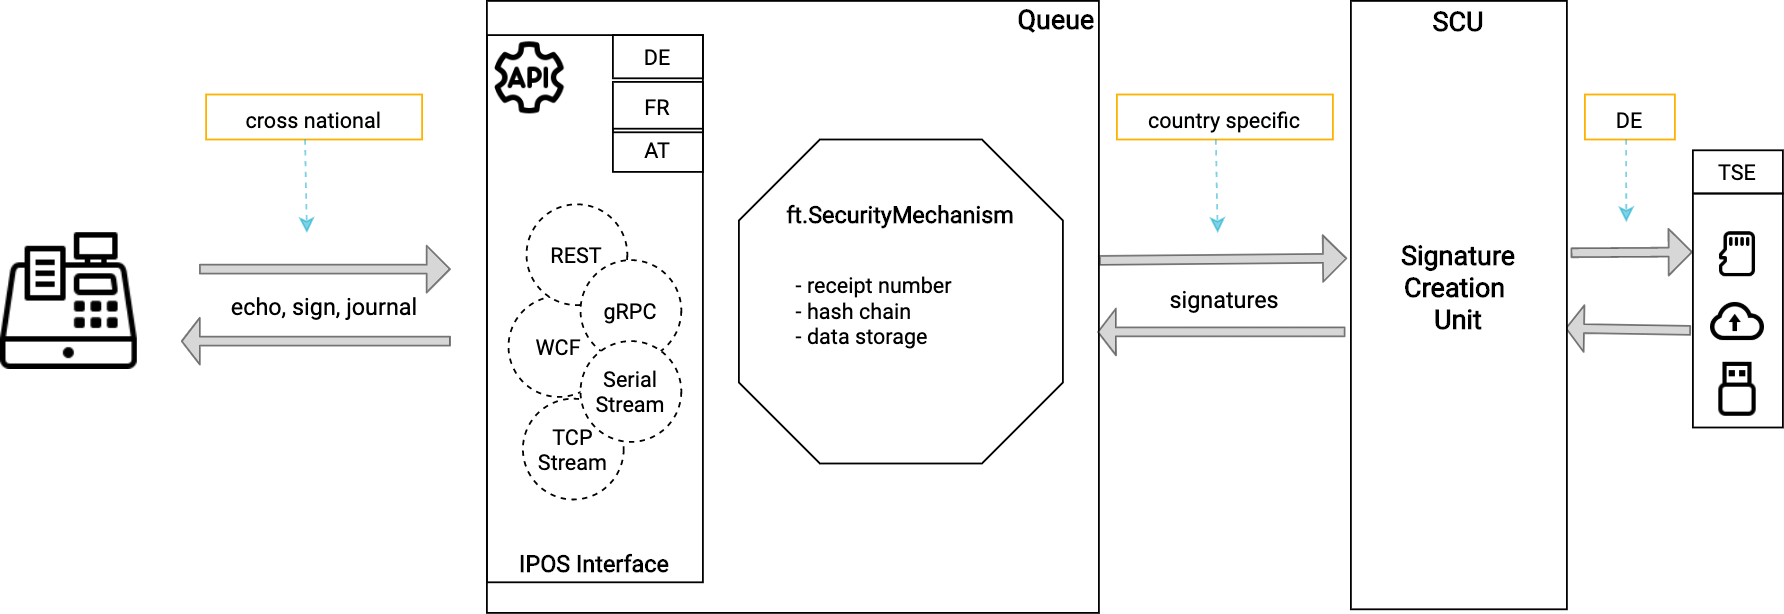 cross national
echo, sign, journal
Queue
API
DE
FR
AT
REST
gRPC
WCF
Serial
Stream
TCP
Stream
IPOS Interface
ft.SecurityMechanism
- receipt number
- hash chain
- data storage
country specific
signatures
SCU
Signature
Creation
Unit
DE
TSE